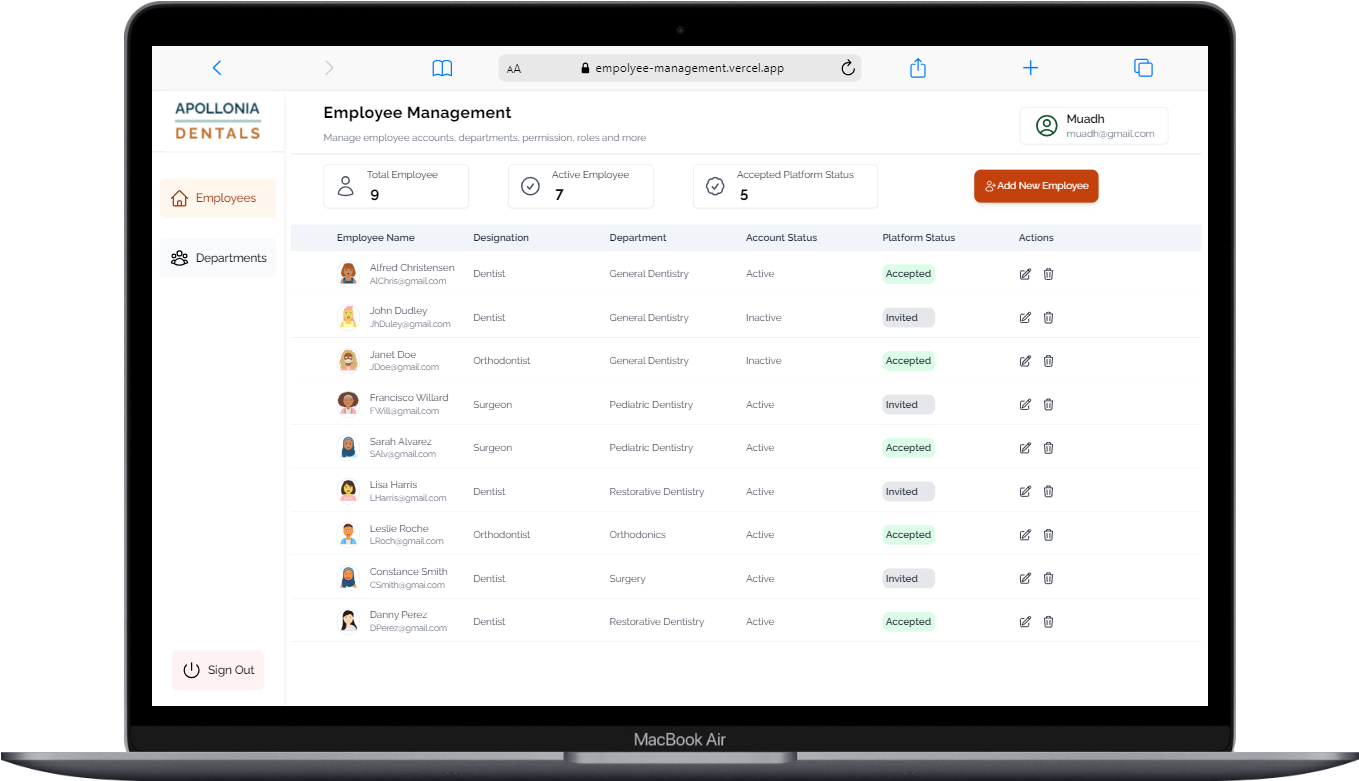 AA empolyee-management.vercel.app
APOLLONIA
DENTALS
Employee Management
Manage employee accounts, departments, permission, roles and more
Muadh
muadh@gmail.com
Employees
Departments
Sign Out
Total Employee
9
Active Employee
7
Accepted Platform Status
5
Add New Employee
Employee Name Designation Department Account Status Platform Status Actions
Alfred Christensen
AlChris@gmail.com
Dentist General Dentistry Active Accepted
John Dudley
JhDuley@gmail.com
Dentist General Dentistry Inactive Invited
Janet Doe
JDoe@gmail.com
Orthodontist General Dentistry Inactive Accepted
Francisco Willard
FWill@gmail.com
Surgeon Pediatric Dentistry Active Invited
Sarah Alvarez
SAlv@gmail.com
Surgeon Pediatric Dentistry Active Accepted
Lisa Harris
LHarris@gmail.com
Dentist Restorative Dentistry Active Invited
Leslie Roche
LRoch@gmail.com
Orthodontist Orthodonics Active Accepted
Constance Smith
CSmith@gmai.com
Dentist Surgery Active Invited
Danny Perez
DPerez@gmail.com
Dentist Restorative Dentistry Active Accepted
MacBook Air